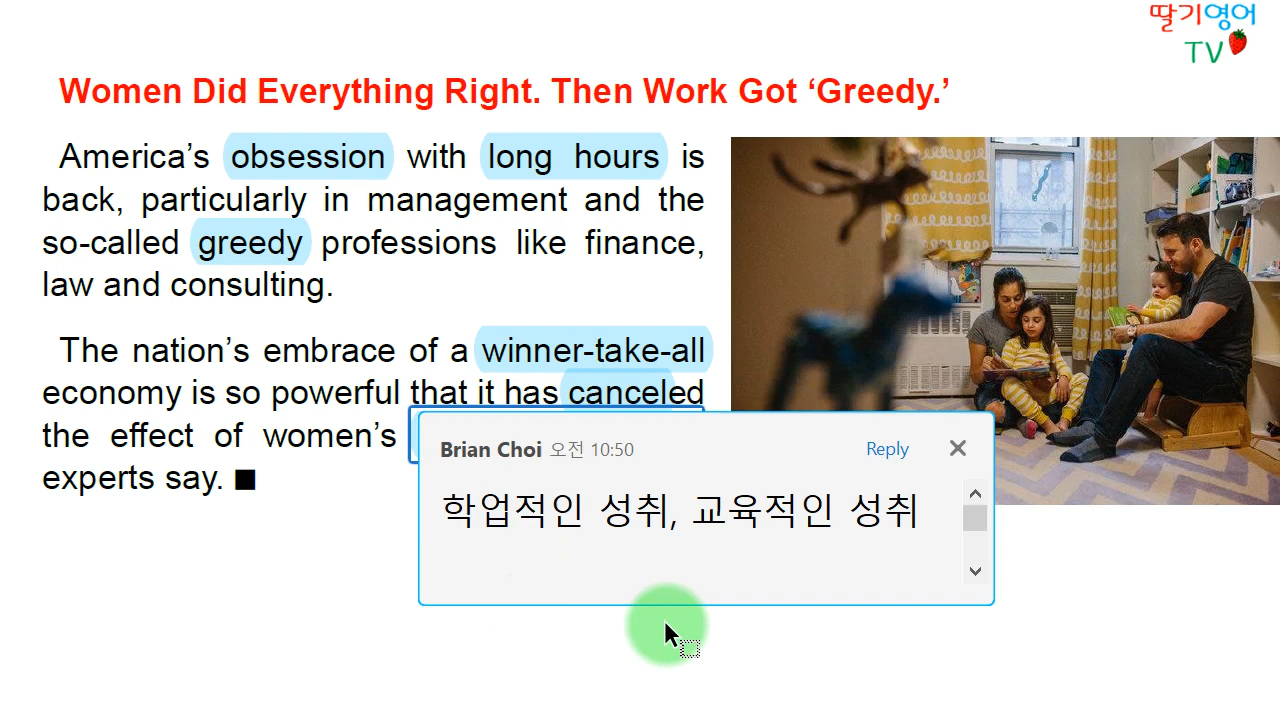 딸기영어
TV
Women Did Everything Right. Then Work Got ‘Greedy.’
America’s obsession with long hours is
back, particularly in management and the
so-called greedy professions like finance,
law and consulting.
The nation’s embrace of a winner-take-all
economy is so powerful that it has canceled
the effect of women’s
experts say. ■
Brian Choi 오전 10:50
Reply
학업적인 성취, 교육적인 성취